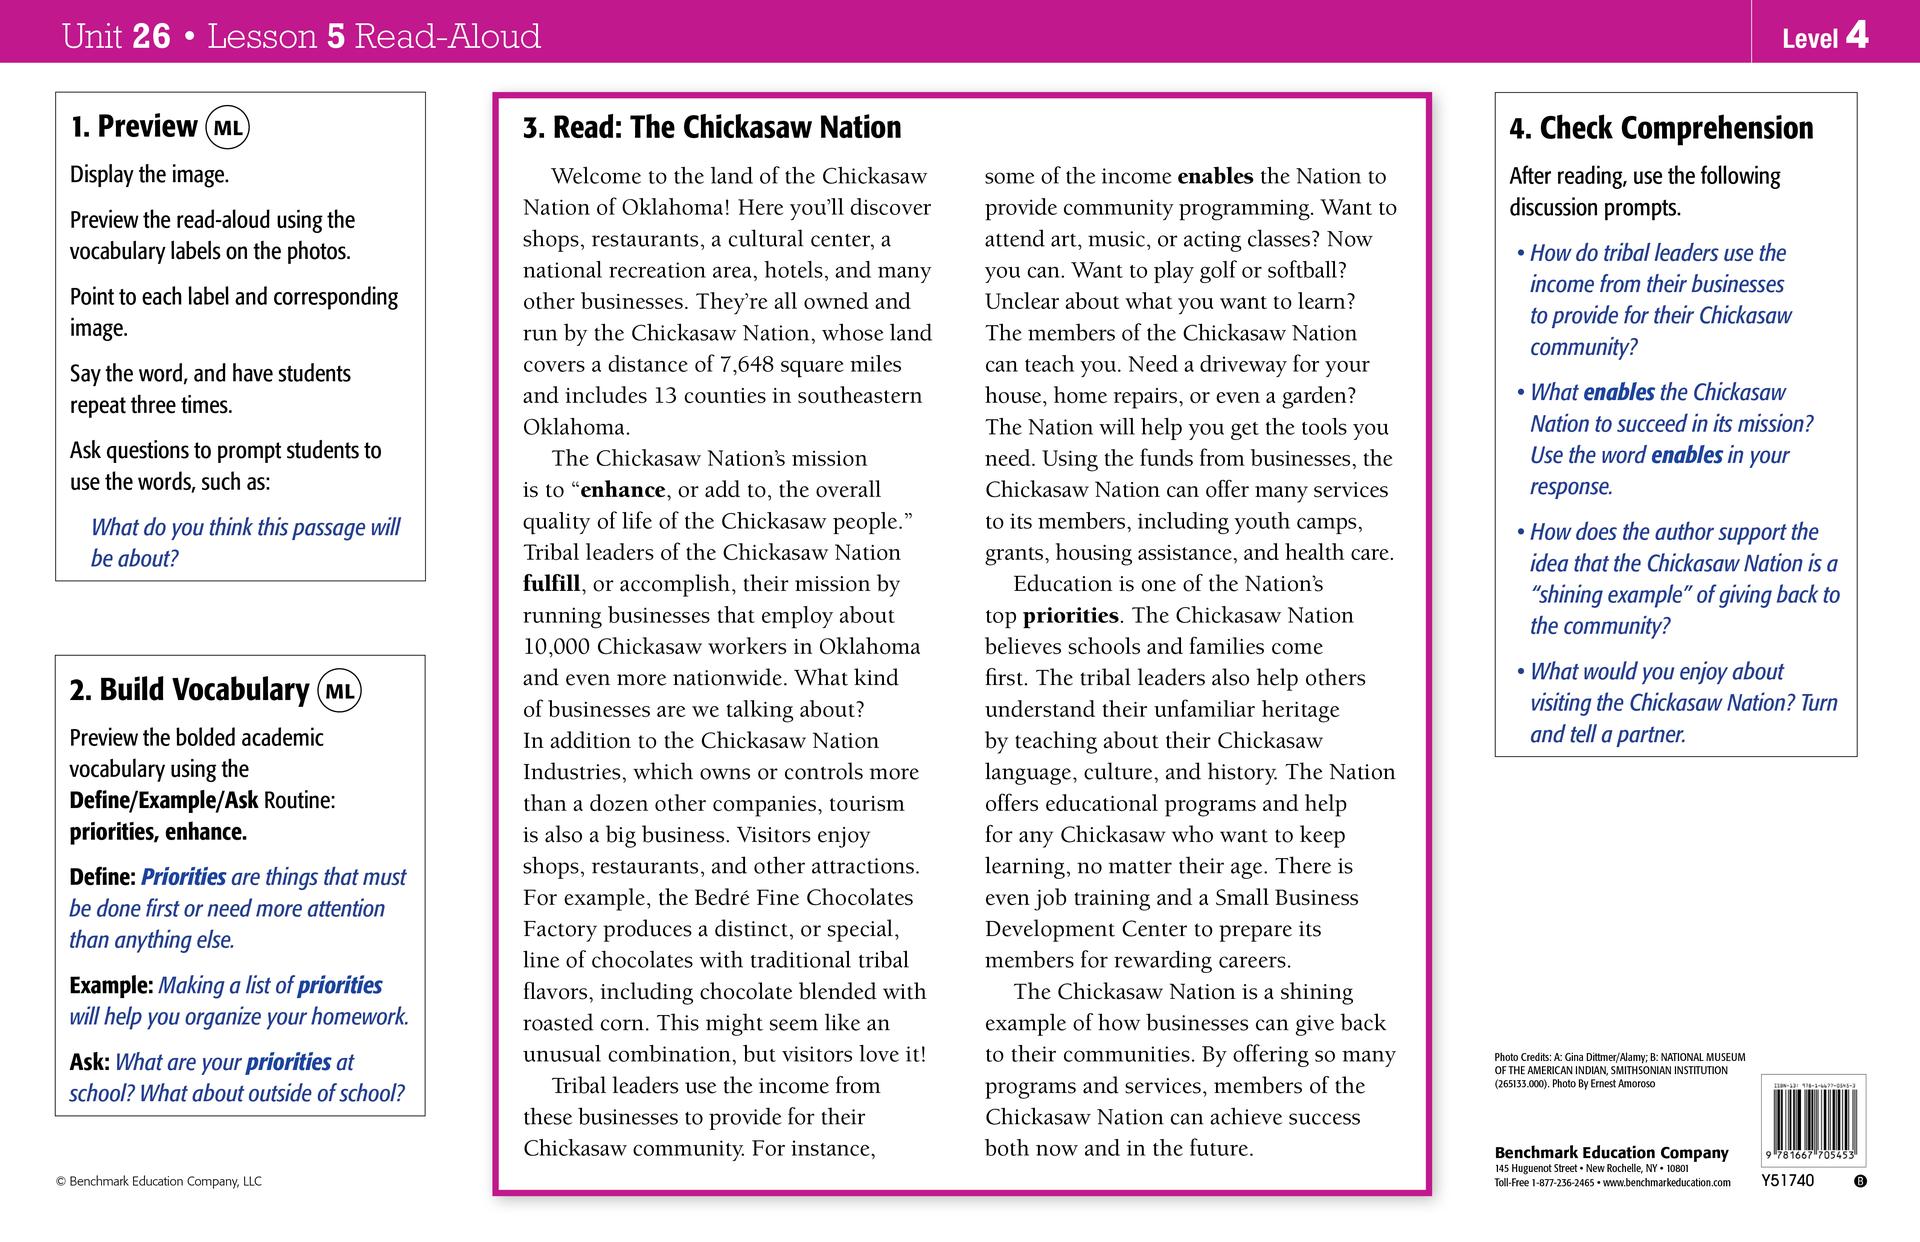 Unit 26 • Lesson 5 Read-Aloud
Level 4
1. Preview ML
Display the image.
Preview the read-aloud using the
vocabulary labels on the photos.
Point to each label and corresponding
image.
Say the word, and have students
repeat three times.
Ask questions to prompt students to
use the words, such as:
What do you think this passage will
be about?
2. Build Vocabulary ML
Preview the bolded academic
vocabulary using the
Define/Example/Ask Routine:
priorities, enhance.
Define: Priorities are things that must
be done first or need more attention
than anything else.
Example: Making a list of priorities
will help you organize your homework.
Ask: What are your priorities at
school? What about outside of school?
© Benchmark Education Company, LLC
3. Read: The Chickasaw Nation
Welcome to the land of the Chickasaw
Nation of Oklahoma! Here you'll discover
shops, restaurants, a cultural center, a
national recreation area, hotels, and many
other businesses. They're all owned and
run by the Chickasaw Nation, whose land
covers a distance of 7,648 square miles
and includes 13 counties in southeastern
Oklahoma.
The Chickasaw Nation's mission
is to “enhance, or add to, the overall
quality of life of the Chickasaw people.”
Tribal leaders of the Chickasaw Nation
fulfill, or accomplish, their mission by
running businesses that employ about
10,000 Chickasaw workers in Oklahoma
and even more nationwide. What kind
of businesses are we talking about?
In addition to the Chickasaw Nation
Industries, which owns or controls more
than a dozen other companies, tourism
is also a big business. Visitors enjoy
shops, restaurants, and other attractions.
For example, the Bedré Fine Chocolates
Factory produces a distinct, or special,
line of chocolates with traditional tribal
flavors, including chocolate blended with
roasted corn. This might seem like an
unusual combination, but visitors love it!
Tribal leaders use the income from
these businesses to provide for their
Chickasaw community. For instance,
some of the income enables the Nation to
provide community programming. Want to
attend art, music, or acting classes? Now
you can. Want to play golf or softball?
Unclear about what you want to learn?
The members of the Chickasaw Nation
can teach you. Need a driveway for your
house, home repairs, or even a garden?
The Nation will help you get the tools you
need. Using the funds from businesses, the
Chickasaw Nation can offer many services
to its members, including youth camps,
grants, housing assistance, and health care.
Education is one of the Nation's
top priorities. The Chickasaw Nation
believes schools and families come
first. The tribal leaders also help others
understand their unfamiliar heritage
by teaching about their Chickasaw
language, culture, and history. The Nation
offers educational programs and help
for any Chickasaw who want to keep
learning, no matter their age. There is
even job training and a Small Business
Development Center to prepare its
members for rewarding careers.
The Chickasaw Nation is a shining
example of how businesses can give back
to their communities. By offering so many
programs and services, members of the
Chickasaw Nation can achieve success
both now and in the future.
4. Check Comprehension
After reading, use the following
discussion prompts.
• How do tribal leaders use the
income from their businesses
to provide for their Chickasaw
community?
• What enables the Chickasaw
Nation to succeed in its mission?
Use the word enables in your
response.
• How does the author support the
idea that the Chickasaw Nation is a
“shining example” of giving back to
the community?
• What would you enjoy about
visiting the Chickasaw Nation? Turn
and tell a partner.
Photo Credits: A: Gina Dittmer/Alamy; B: NATIONAL MUSEUM
OF THE AMERICAN INDIAN, SMITHSONIAN INSTITUTION
(265133.000). Photo By Ernest Amoroso
Benchmark Education Company
145 Huguenot Street • New Rochelle, NY • 10801
Toll-Free 1-877-236-2465 • www.benchmarkeducation.com
ISBN-13: 978-1-6677-0545-3
9 781667 705453
Y51740
B